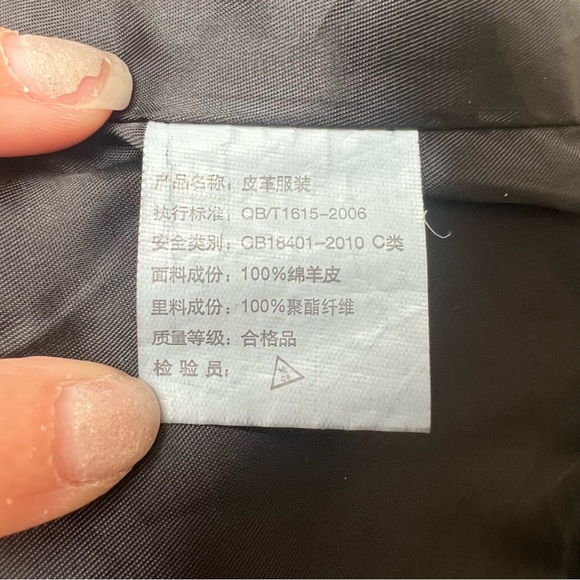 产品名称：皮革服装
执行标准：QB/T1615-2006
安全类别：GB18401-2010 C类
面料成份：100%绵羊皮
里料成份：100%聚酯纤维
质量等级：合格品
检 验 员：